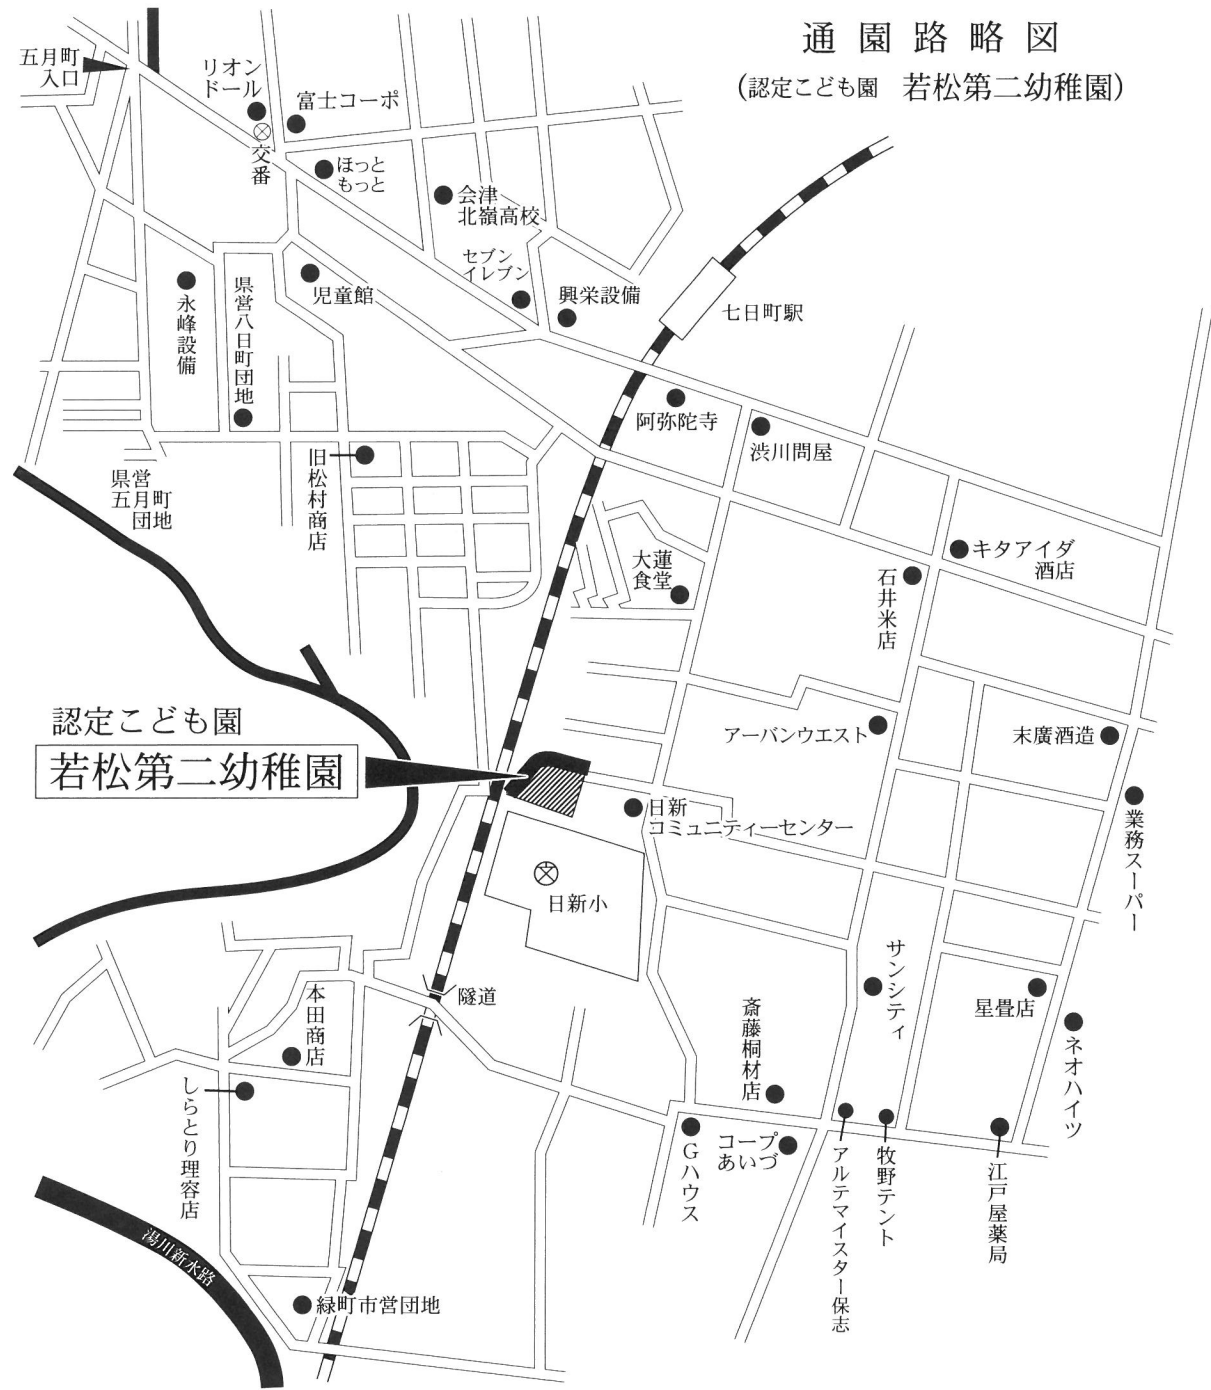 通園路略図
(認定こども園 若松第二幼稚園)
五月町
入口
リオン
ドール
富士コーポ
交番
ほっと
もっと
会津
北嶺高校
セブン
イレブン
興栄設備
七日町駅
児童館
永峰設備
県営八日町団地
阿弥陀寺
渋川問屋
旧松村商店
県営
五月町
団地
大蓮
食堂
キタアイダ
酒店
石井米店
認定こども園
若松第二幼稚園
アーバンウエスト
末廣酒造
日新
コミュニティーセンター
業務スーパー
日新小
サンシティ
隧道
本田商店
星畳店
斎藤桐材店
ネオハイツ
しらとり理容店
Gハウス
コープ
あいづ
アルテマイスター保志
牧野テント
江戸屋薬局
湯川新水路
緑町市営団地